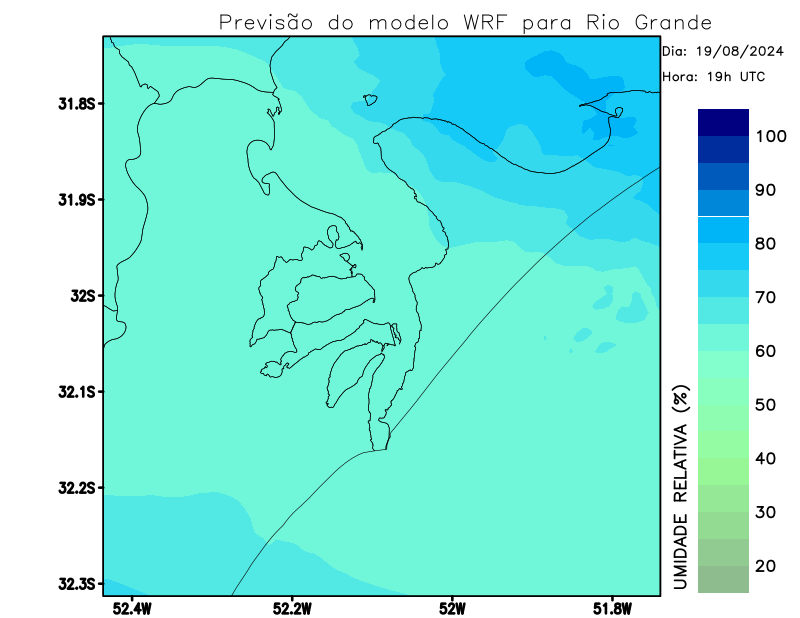 Previsão do modelo WRF para Rio Grande
Dia: 19/08/2024
Hora: 19h UTC
31.8S
31.9S
32S
32.1S
32.2S
32.3S
52.4W
52.2W
52W
51.8W
UMIDADE RELATIVA (%)
100
90
80
70
60
50
40
30
20